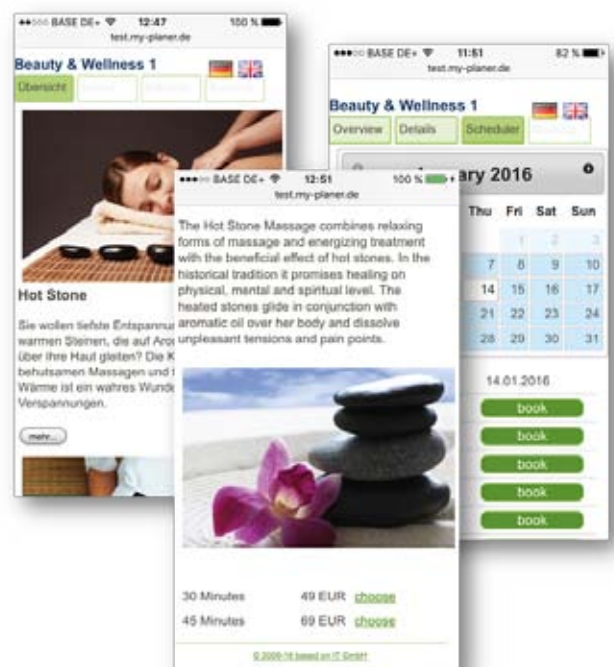 BASE DE+ 12:47 100 %
test.my-planer.de
Beauty & Wellness 1
Übersicht
Hot Stone
Sie wollen tiefste
warmen Steinen, die auf
über Ihre Haut gleiten? Die
behutsamen Massagen und
Wärme ist ein wahres
Verspannungen.
mehr...
BASE DE+ 12:51 100 %
test.my-planer.de
The Hot Stone Massage combines relaxing
forms of massage and energizing treatment
with the beneficial effect of hot stones. In the
historical tradition it promises healing on
physical, mental and spiritual level. The
heated stones glide in conjunction with
aromatic oil over her body and dissolve
unpleasant tensions and pain points.
30 Minutes 49 EUR choose
45 Minutes 69 EUR choose
© 2009-16 based on IT GmbH
BASE DE+ 11:51 82 %
test.my-planer.de
Beauty & Wellness 1
Overview Details Scheduler
2016
Thu Fri Sat Sun
1 2 3
7 8 9 10
14 15 16 17
21 22 23 24
28 29 30 31
14.01.2016
book
book
book
book
book